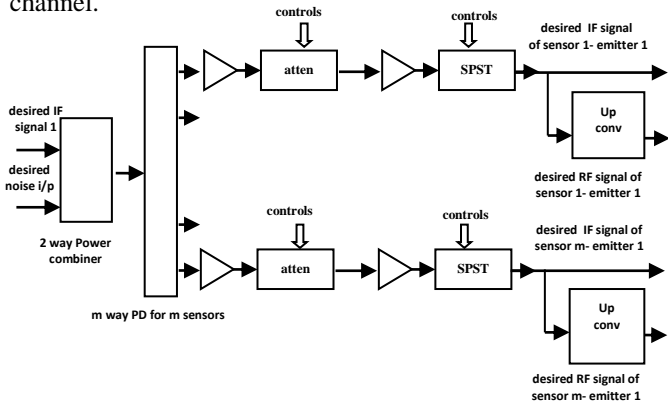 channel.
controls
controls
desired IF signal
of sensor 1- emitter 1
atten
SPST
Up
conv
desired IF
signal 1
desired
noise i/p
desired RF signal of
sensor 1- emitter 1
2 way Power
combiner
controls
controls
desired IF signal of
sensor m- emitter 1
atten
SPST
m way PD for m sensors
Up
conv
desired RF signal of
sensor m- emitter 1